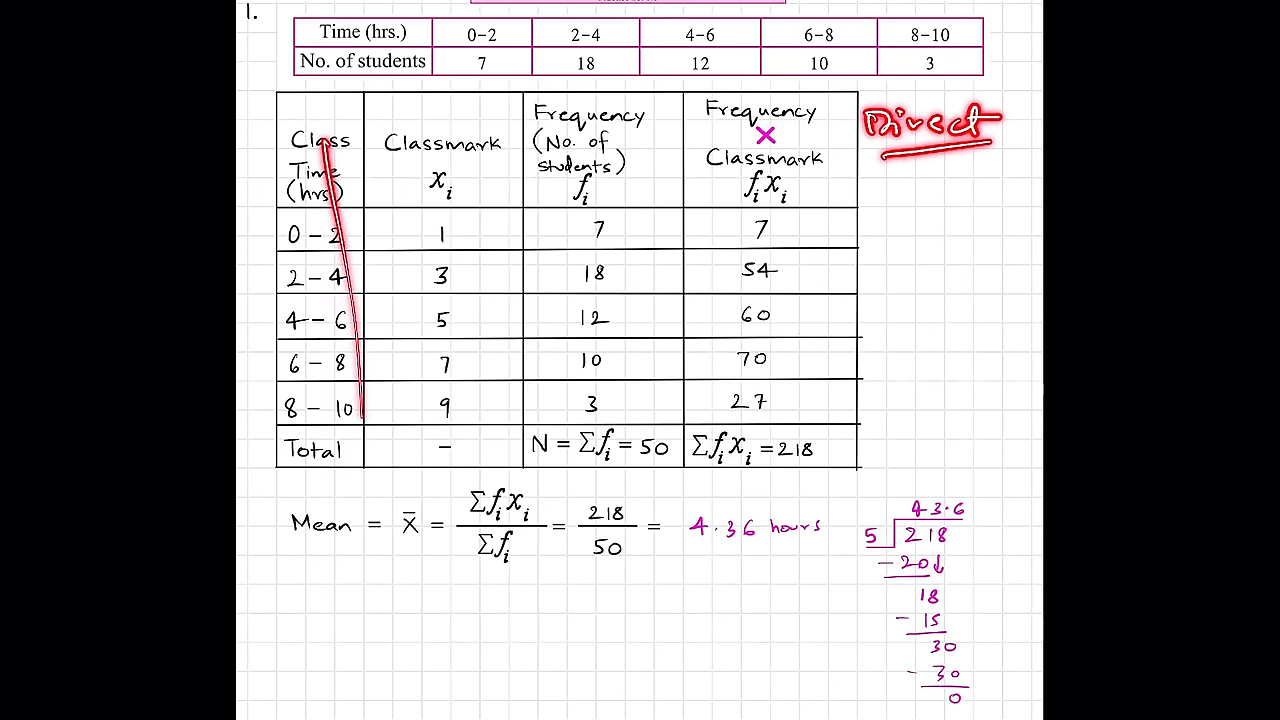 1.
Time (hrs.) 0-2 2-4 4-6 6-8 8-10
No. of students 7 18 12 10 3
Class Time (hrs) Classmark xᵢ Frequency (No. of students) fᵢ Frequency × Classmark fᵢxᵢ
Direct
0 - 2 1 7 7
2 - 4 3 18 54
4 - 6 5 12 60
6 - 8 7 10 70
8 - 10 9 3 27
Total - N = Σfᵢ = 50 Σfᵢxᵢ = 218
Mean = X̄ = Σfᵢxᵢ / Σfᵢ = 218 / 50 = 4.36 hours
43.6
5 218
- 20↓
18
- 15
30
- 30
0